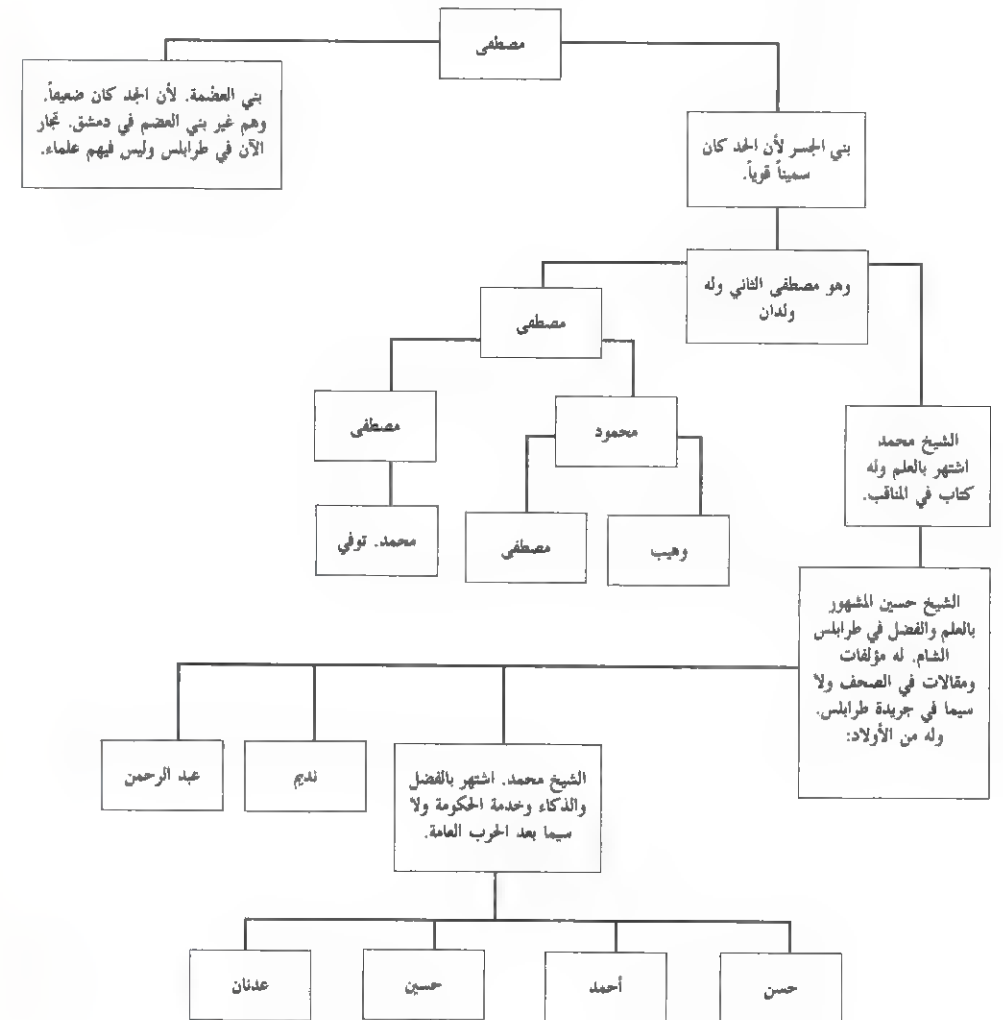 مصطفى
بني العضمة. لأن الجد كان ضعيفاً.
وهم غير بني العضم في دمشق. تجار
الآن في طرابلس وليس فيهم علماء.
بني الجسر لأن الجد كان
سميناً قوياً.
وهو مصطفى الثاني وله
ولدان
مصطفى
الشيخ محمد
اشتهر بالعلم وله
كتاب في المناقب.
مصطفى
محمود
محمد. توفي
مصطفى
وهيب
الشيخ حسين المشهور
بالعلم والفضل في طرابلس
الشام. له مؤلفات
ومقالات في الصحف ولا
سيما في جريدة طرابلس.
وله من الأولاد:
عبد الرحمن
نديم
الشيخ محمد. اشتهر بالفضل
والذكاء وخدمة الحكومة ولا
سيما بعد الحرب العامة.
عدنان
حسين
أحمد
حسن